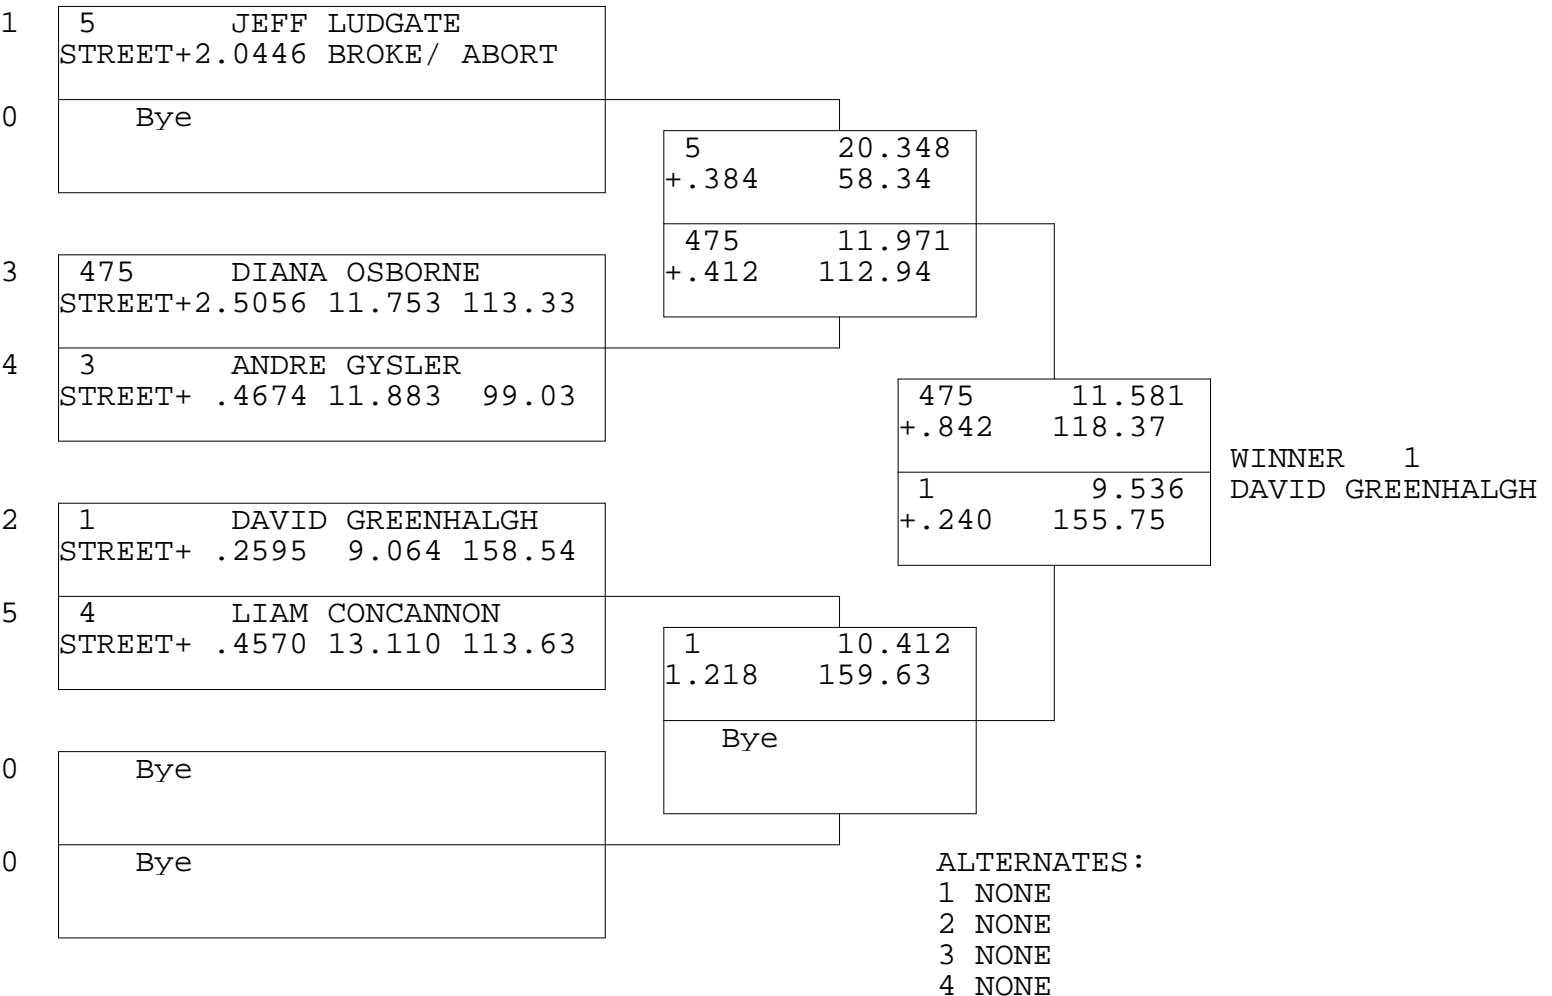 1 5 JEFF LUDGATE
STREET+2.0446 BROKE/ ABORT
0 Bye
5 20.348
+.384 58.34
475 11.971
+.412 112.94
3 475 DIANA OSBORNE
STREET+2.5056 11.753 113.33
4 3 ANDRE GYSLER
STREET+ .4674 11.883 99.03
475 11.581
+.842 118.37
1 9.536
+.240 155.75
WINNER 1
DAVID GREENHALGH
2 1 DAVID GREENHALGH
STREET+ .2595 9.064 158.54
5 4 LIAM CONCANNON
STREET+ .4570 13.110 113.63
1 10.412
1.218 159.63
Bye
0 Bye
0 Bye
ALTERNATES:
1 NONE
2 NONE
3 NONE
4 NONE